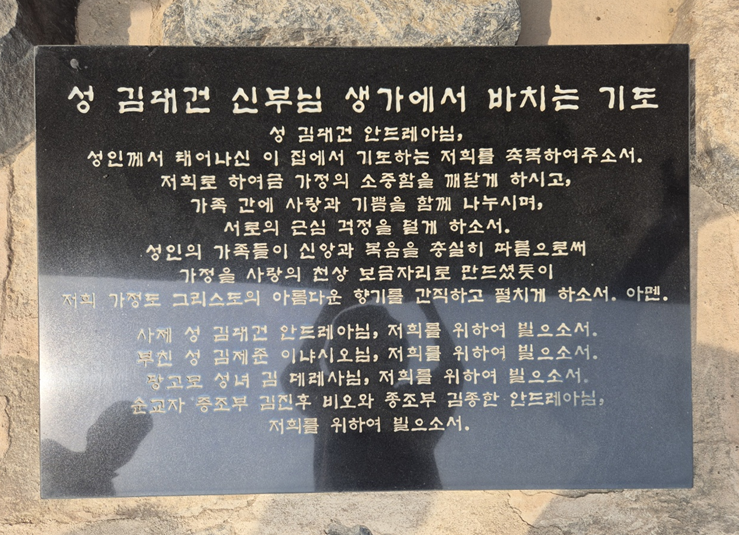 성 김대건 신부님 생가에서 바치는 기도
성 김대건 안드레아님,
성인께서 태어나신 이 집에서 기도하는 저희를 축복하여주소서.
저희로 하여금 가정의 소중함을 깨닫게 하시고,
가족 간에 사랑과 기쁨을 함께 나누시며,
서로의 근심 걱정을 덜게 하소서.
성인의 가족들이 신앙과 복음을 충실히 따름으로써
가정을 사랑의 천상 보금자리로 만드셨듯이
저희 가정도 그리스도의 아름다운 향기를 간직하고 펼치게 하소서. 아멘.
사제 성 김대건 안드레아님, 저희를 위하여 빌으소서.
부친 성 김제준 이냐시오님, 저희를 위하여 빌으소서.
당고모 성녀 김 데레사님, 저희를 위하여 빌으소서.
순교자 증조부 김진후 비오와 종조부 김종한 안드레아님,
저희를 위하여 빌으소서.